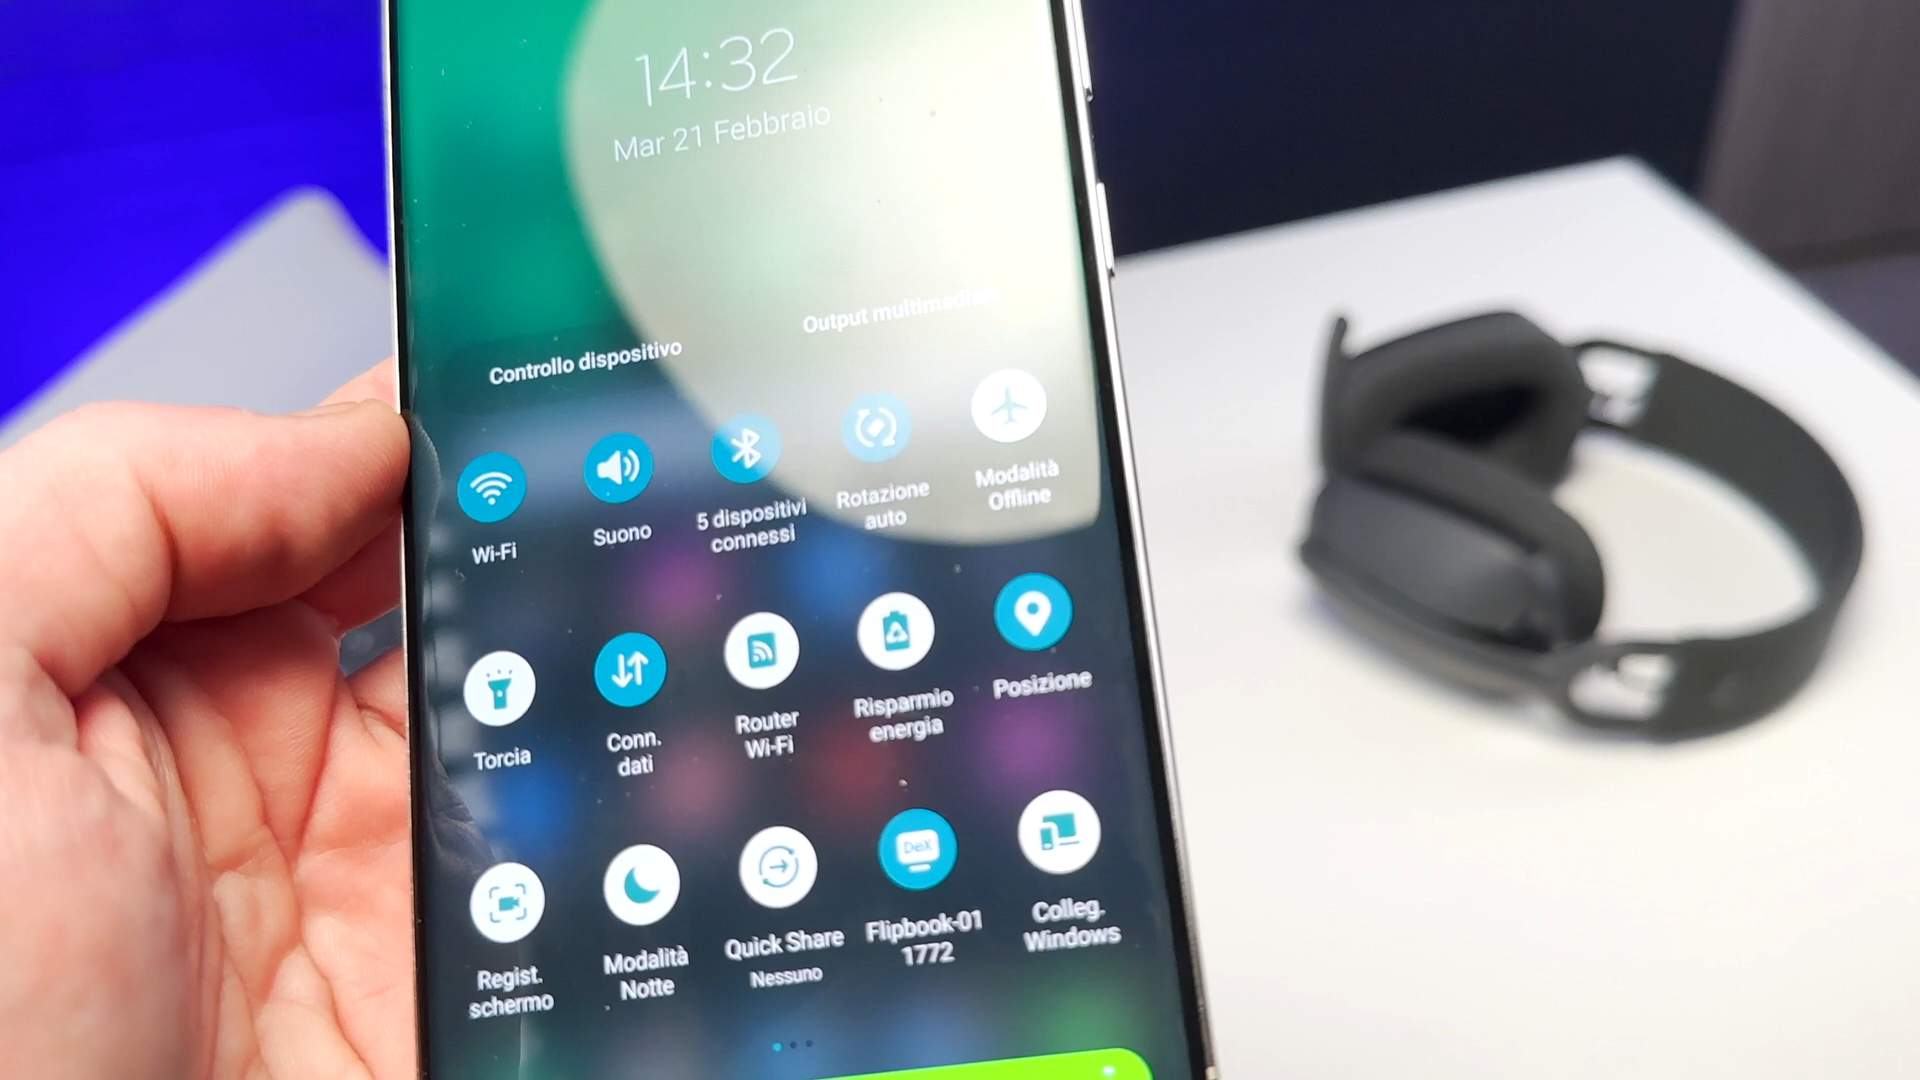 14:32
Mar 21 Febbraio
Controllo dispositivo
Output multimediale
Wi-Fi
Suono
5 dispositivi
connessi
Rotazione
auto
Modalità
Offline
Torcia
Conn.
dati
Router
Wi-Fi
Risparmio
energia
Posizione
DeX
Regist.
schermo
Modalità
Notte
Quick Share
Nessuno
Flipbook-01
1772
Colleg.
Windows